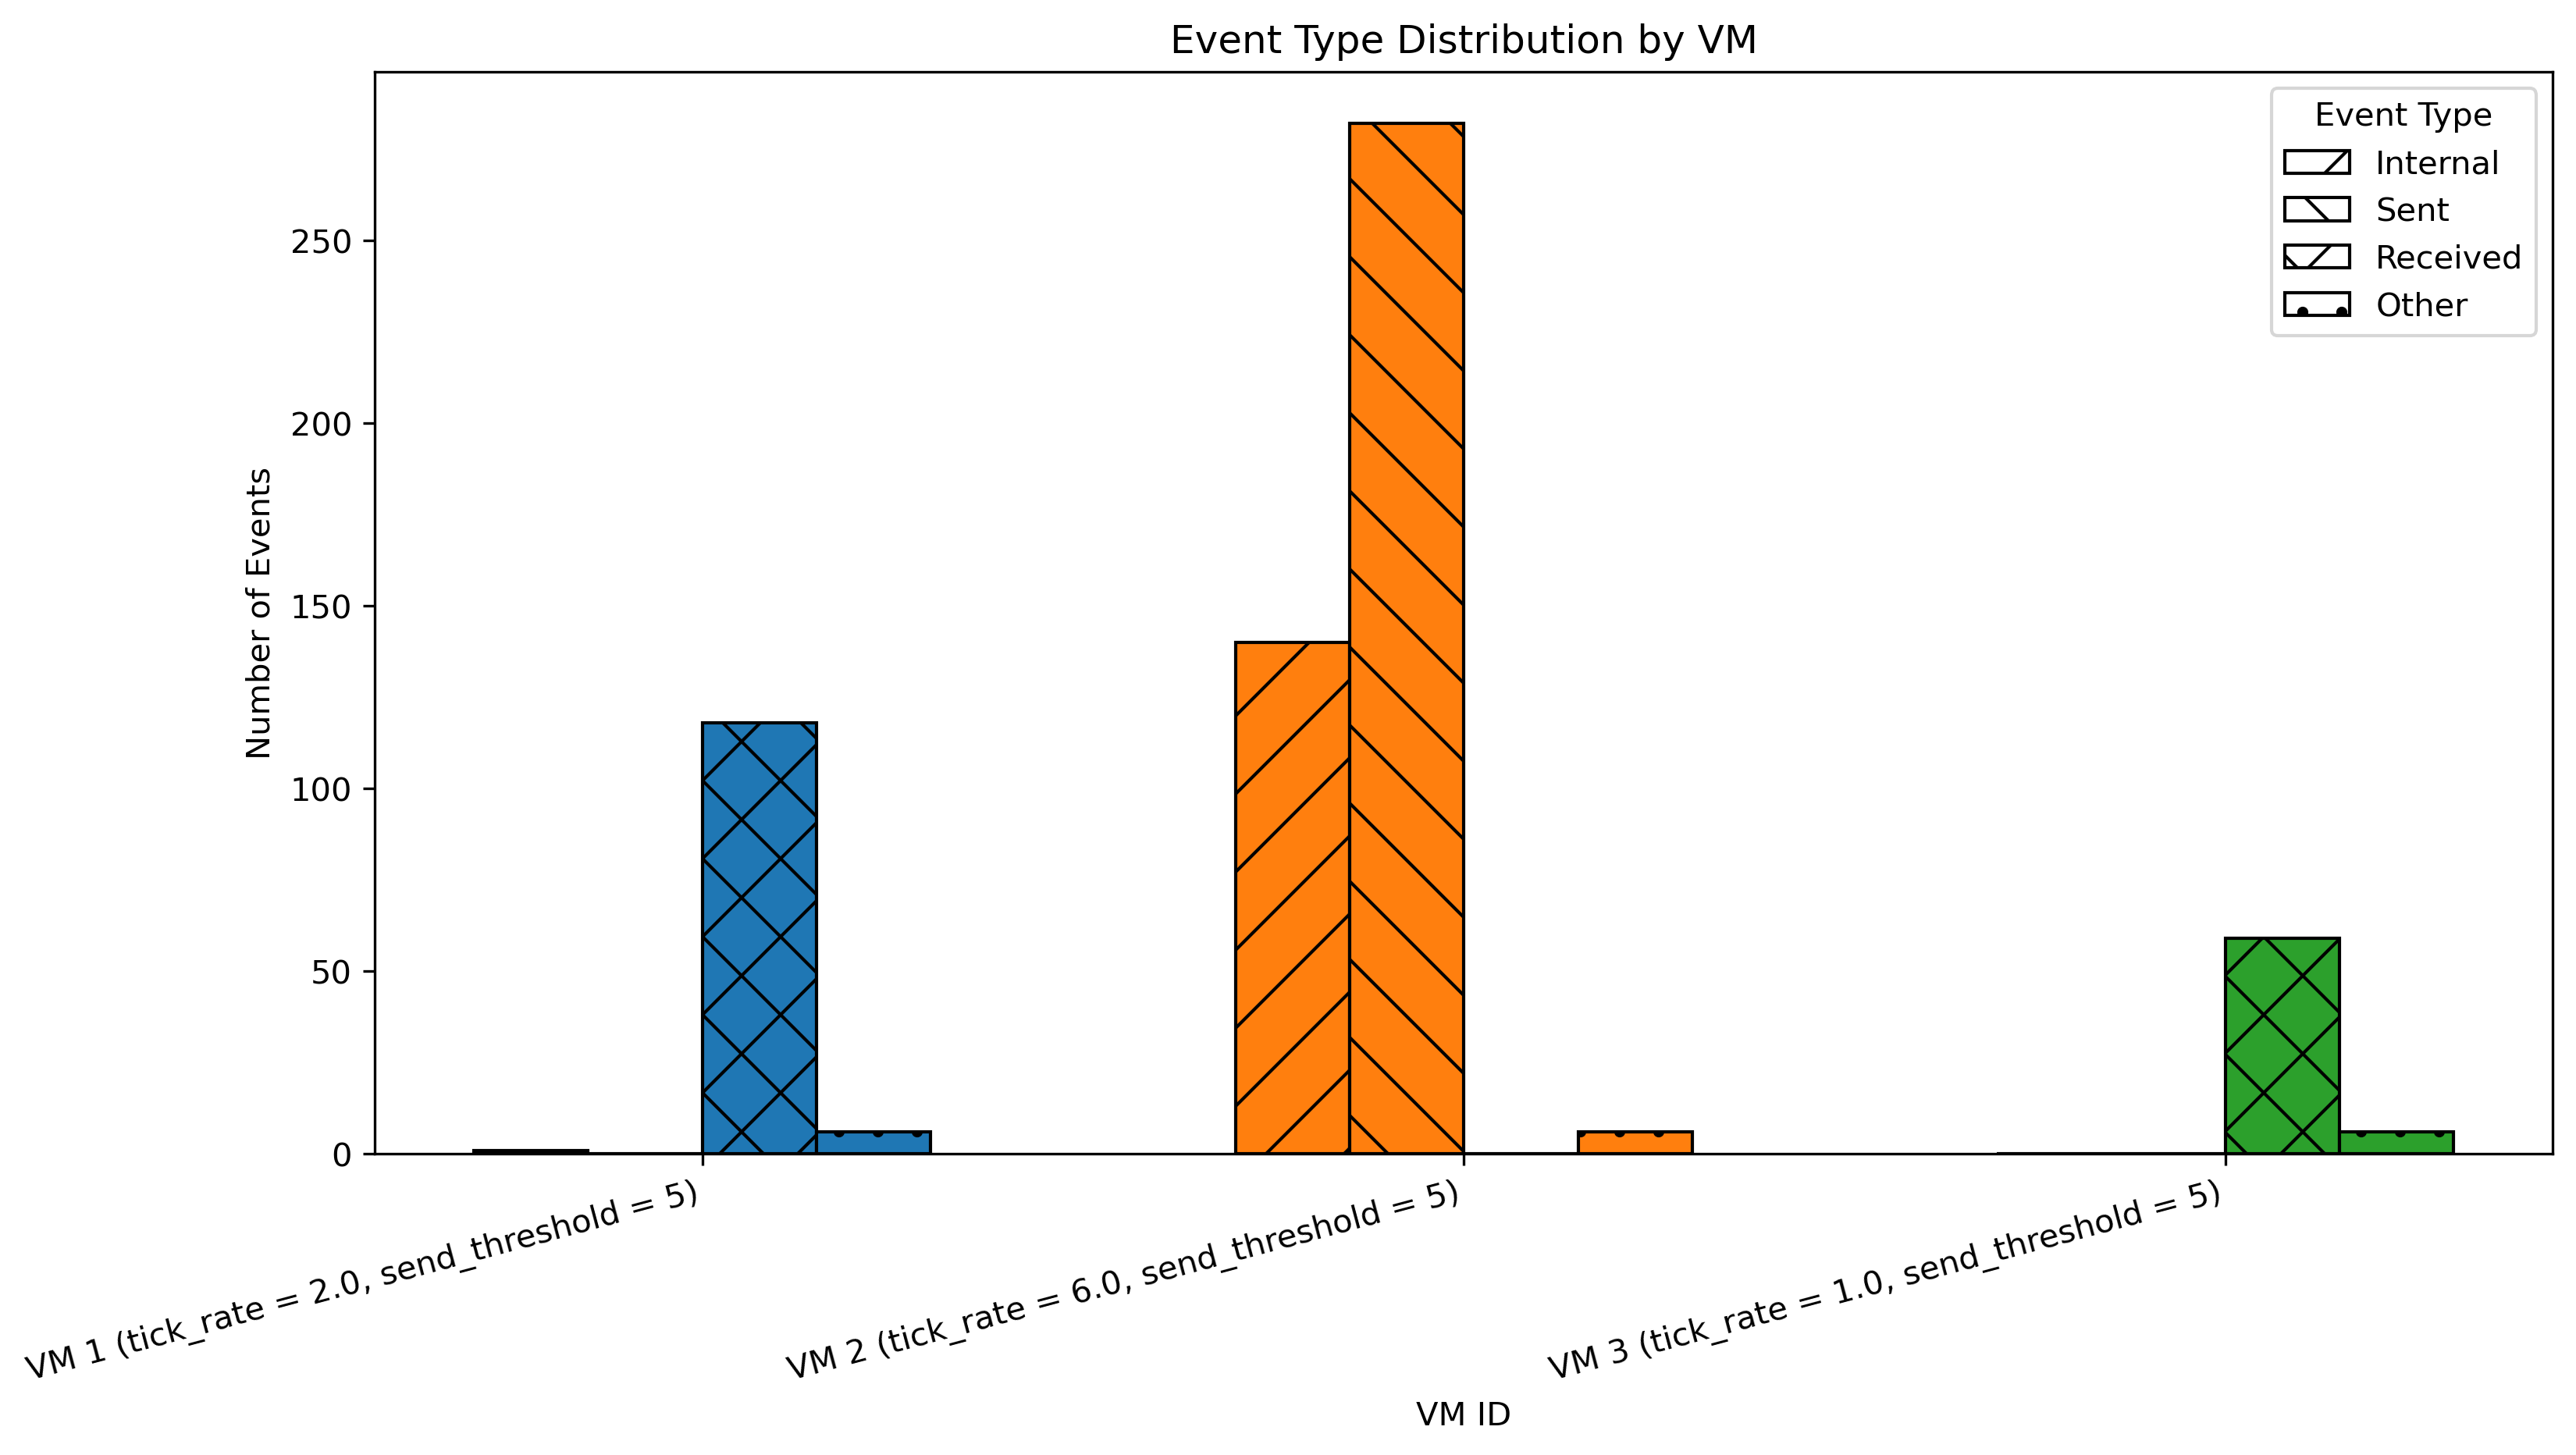 Event Type Distribution by VM
Event Type
Internal
Sent
Received
Other
Number of Events
250
200
150
100
50
0
VM 1 (tick_rate = 2.0, send_threshold = 5)
VM 2 (tick_rate = 6.0, send_threshold = 5)
VM 3 (tick_rate = 1.0, send_threshold = 5)
VM ID